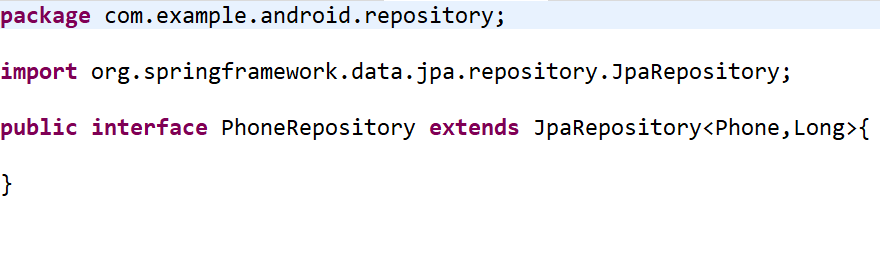 package com.example.android.repository;
import org.springframework.data.jpa.repository.JpaRepository;
public interface PhoneRepository extends JpaRepository<Phone,Long>{
}